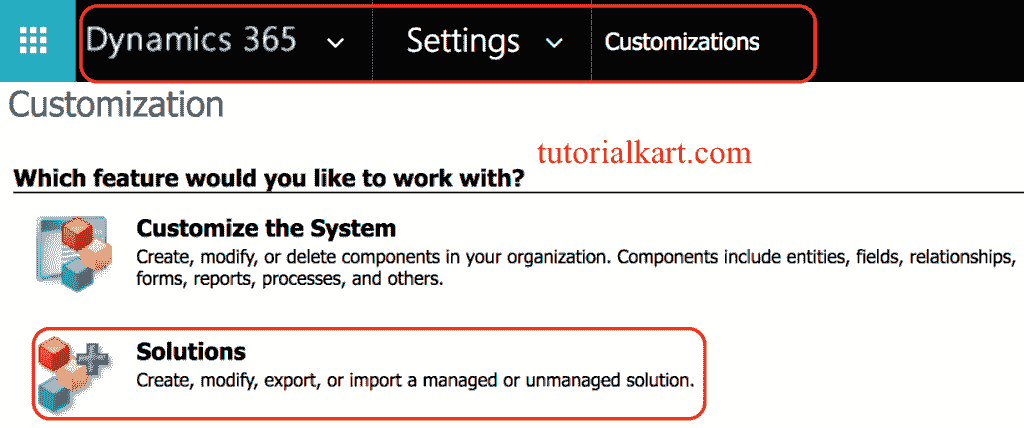 Dynamics 365 Settings Customizations
Customization
tutorialkart.com
Which feature would you like to work with?
Customize the System
Create, modify, or delete components in your organization. Components include entities, fields, relationships,
forms, reports, processes, and others.
Solutions
Create, modify, export, or import a managed or unmanaged solution.